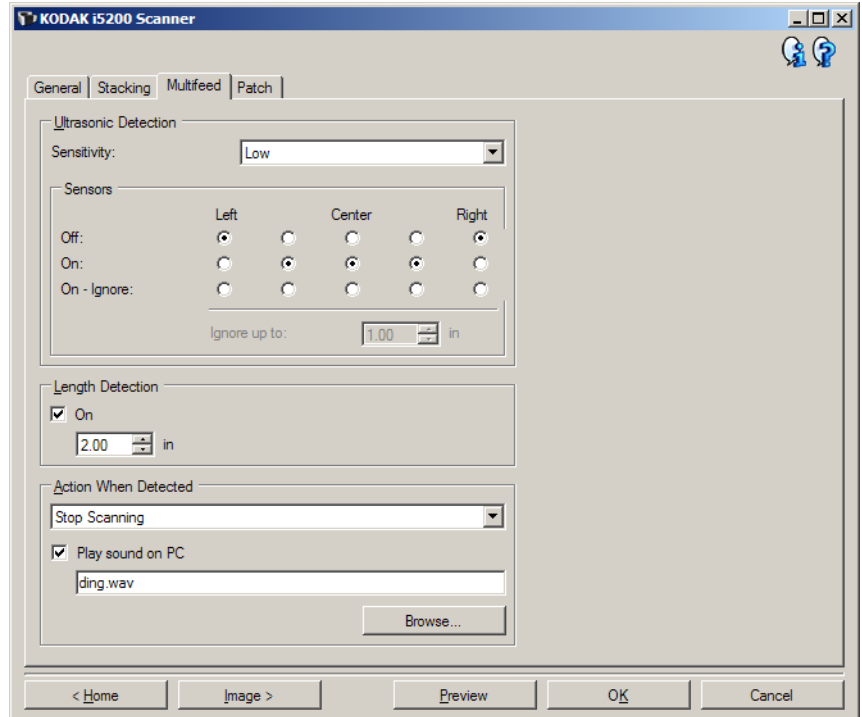 KODAK i5200 Scanner
General Stacking Multifeed Patch
Ultrasonic Detection
Sensitivity: Low
Sensors
Left Center Right
Off:
On:
On - Ignore:
Ignore up to: 1.00 in
Length Detection
On
2.00 in
Action When Detected
Stop Scanning
Play sound on PC
ding.wav
Browse...
< Home Image > Preview OK Cancel